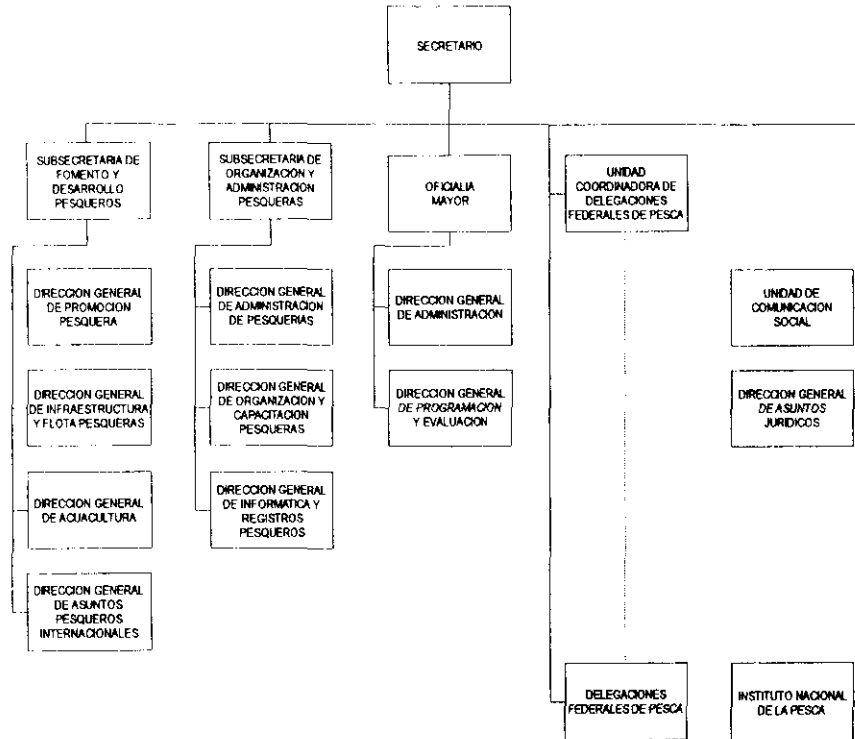 SECRETARIO
SUBSECRETARIA DE
FOMENTO Y
DESARROLLO
PESQUEROS
SUBSECRETARIA DE
ORGANIZACION Y
ADMINISTRACION
PESQUERAS
OFICIALIA
MAYOR
UNIDAD
COORDINADORA DE
DELEGACIONES
FEDERALES DE PESCA
DIRECCION GENERAL
DE PROMOCION
PESQUERA
DIRECCION GENERAL
DE ADMINISTRACION
DE PESQUERIAS
DIRECCION GENERAL
DE ADMINISTRACION
UNIDAD DE
COMUNICACION
SOCIAL
DIRECCION GENERAL
DE INFRAESTRUCTURA
Y FLOTA PESQUERAS
DIRECCION GENERAL
DE ORGANIZACION Y
CAPACITACION
PESQUERAS
DIRECCION GENERAL
DE PROGRAMACION
Y EVALUACION
DIRECCION GENERAL
DE ASUNTOS
JURIDICOS
DIRECCION GENERAL
DE ACUACULTURA
DIRECCION GENERAL
DE INFORMATICA Y
REGISTROS
PESQUEROS
DIRECCION GENERAL
DE ASUNTOS
PESQUEROS
INTERNACIONALES
DELEGACIONES
FEDERALES DE PESCA
INSTITUTO NACIONAL
DE LA PESCA